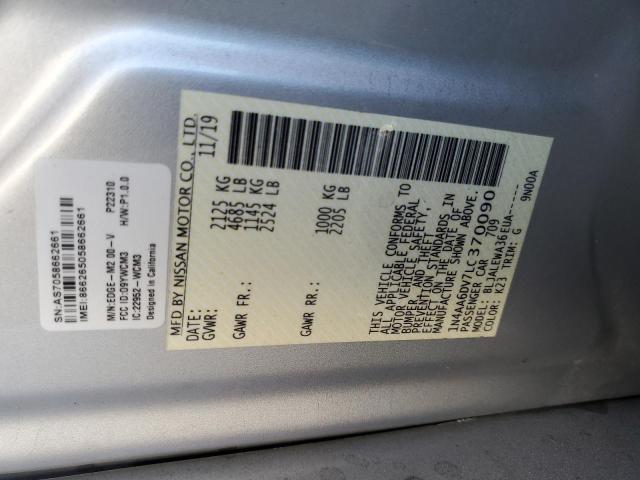 SN:AS7058662661
IMEI:866265058662661
M/N:EDGE-M2.00-V P22310
FCC ID:O9YWCM3 H/W:P1.0.0
IC:22952-WCM3
Designed in California
MFD BY NISSAN MOTOR CO., LTD.
DATE: 11/19
GVWR: 2125 KG
4685 LB
GAWR FR.: 1145 KG
2524 LB
GAWR RR.: 1000 KG
2205 LB
THIS VEHICLE CONFORMS TO
ALL APPLICABLE FEDERAL
MOTOR VEHICLE SAFETY,
BUMPER, AND THEFT
PREVENTION STANDARDS IN
EFFECT ON THE DATE OF
MANUFACTURE SHOWN ABOVE.
1N4AA6DV7LC370090
PASSENGER CAR
MODEL: BLJALEWA36EUA-----
COLOR: K23 TRIM: G
9N00A